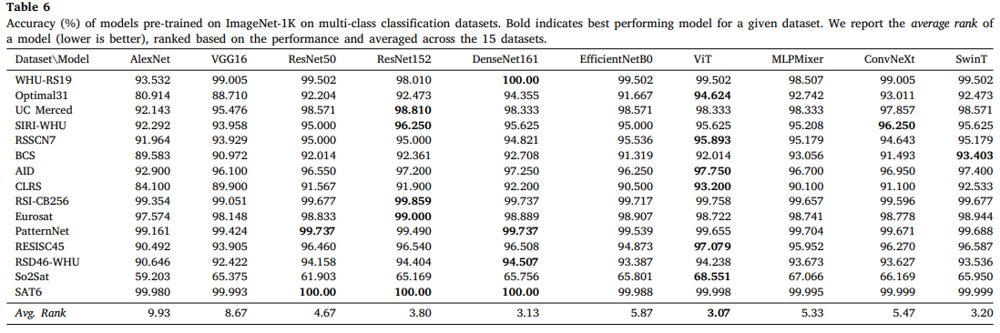 Table 6
Accuracy (%) of models pre-trained on ImageNet-1K on multi-class classification datasets. Bold indicates best performing model for a given dataset. We report the average rank of
a model (lower is better), ranked based on the performance and averaged across the 15 datasets.
Dataset\Model AlexNet VGG16 ResNet50 ResNet152 DenseNet161 EfficientNetB0 ViT MLPMixer ConvNeXt SwinT
WHU-RS19 93.532 99.005 99.502 98.010 100.00 99.502 99.502 98.507 99.005 99.502
Optimal31 80.914 88.710 92.204 92.473 94.355 91.667 94.624 92.742 93.011 92.473
UC Merced 92.143 95.476 98.571 98.810 98.333 98.571 98.333 98.333 97.857 98.571
SIRI-WHU 92.292 93.958 95.000 96.250 95.625 95.000 95.625 95.208 96.250 95.625
RSSCN7 91.964 93.929 95.000 95.000 94.821 95.536 95.893 95.179 94.643 95.179
BCS 89.583 90.972 92.014 92.361 92.708 91.319 92.014 93.056 91.493 93.403
AID 92.900 96.100 96.550 97.200 97.250 96.250 97.750 96.700 96.950 97.400
CLRS 84.100 89.900 91.567 91.900 92.200 90.500 93.200 90.100 91.100 92.533
RSI-CB256 99.354 99.051 99.677 99.859 99.737 99.717 99.758 99.657 99.596 99.677
Eurosat 97.574 98.148 98.833 99.000 98.889 98.907 98.722 98.741 98.778 98.944
PatternNet 99.161 99.424 99.737 99.490 99.737 99.539 99.655 99.704 99.671 99.688
RESISC45 90.492 93.905 96.460 96.540 96.508 94.873 97.079 95.952 96.270 96.587
RSD46-WHU 90.646 92.422 94.158 94.404 94.507 93.387 94.238 93.673 93.627 93.536
So2Sat 59.203 65.375 61.903 65.169 65.756 65.801 68.551 67.066 66.169 65.950
SAT6 99.980 99.993 100.00 100.00 100.00 99.988 99.998 99.995 99.999 99.999
Avg. Rank 9.93 8.67 4.67 3.80 3.13 5.87 3.07 5.33 5.47 3.20